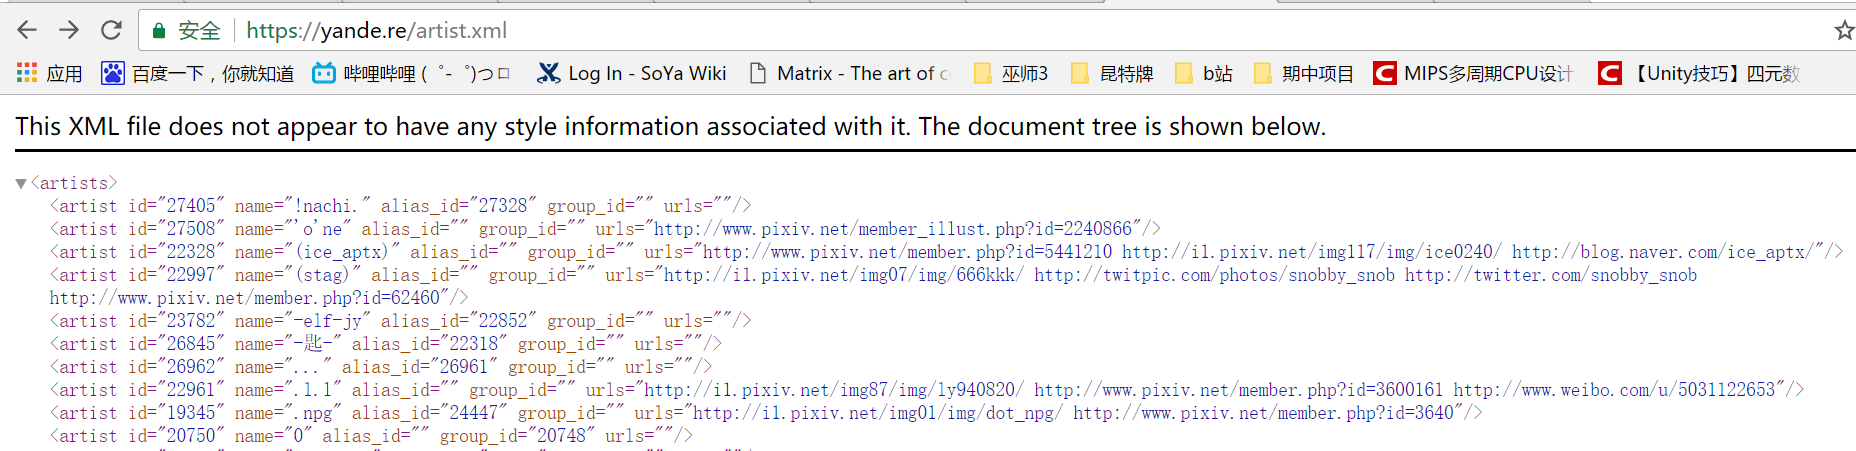 安全 https://yande.re/artist.xml
应用 百度一下，你就知道 哔哩哔哩 ( ゜- ゜)つロ Log In - SoYa Wiki Matrix - The art of c 巫师3 昆特牌 b站 期中项目 MIPS多周期CPU设计 【Unity技巧】四元数
This XML file does not appear to have any style information associated with it. The document tree is shown below.
▼<artists>
<artist id="27405" name="!nachi." alias_id="27328" group_id="" urls=""/>
<artist id="27508" name="'o'ne" alias_id="" group_id="" urls="http://www.pixiv.net/member_illust.php?id=2240866"/>
<artist id="22328" name="(ice_aptx)" alias_id="" group_id="" urls="http://www.pixiv.net/member.php?id=5441210 http://i1.pixiv.net/img117/img/ice0240/ http://blog.naver.com/ice_aptx/"/>
<artist id="22997" name="(stag)" alias_id="" group_id="" urls="http://i1.pixiv.net/img07/img/666kkk/ http://twitpic.com/photos/snobby_snob http://twitter.com/snobby_snob
http://www.pixiv.net/member.php?id=62460"/>
<artist id="23782" name="-elf-jy" alias_id="22852" group_id="" urls=""/>
<artist id="26845" name="-匙-" alias_id="22318" group_id="" urls=""/>
<artist id="26962" name="..." alias_id="26961" group_id="" urls=""/>
<artist id="22961" name=".l.l" alias_id="" group_id="" urls="http://i1.pixiv.net/img87/img/ly940820/ http://www.pixiv.net/member.php?id=3600161 http://www.weibo.com/u/5031122653"/>
<artist id="19345" name=".npg" alias_id="24447" group_id="" urls="http://i1.pixiv.net/img01/img/dot_npg/ http://www.pixiv.net/member.php?id=3640"/>
<artist id="20750" name="0" alias_id="" group_id="20748" urls=""/>